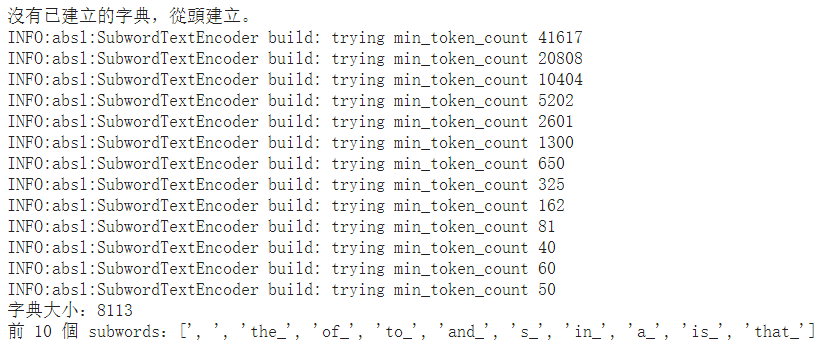 沒有已建立的字典，從頭建立。
INFO:absl:SubwordTextEncoder build: trying min_token_count 41617
INFO:absl:SubwordTextEncoder build: trying min_token_count 20808
INFO:absl:SubwordTextEncoder build: trying min_token_count 10404
INFO:absl:SubwordTextEncoder build: trying min_token_count 5202
INFO:absl:SubwordTextEncoder build: trying min_token_count 2601
INFO:absl:SubwordTextEncoder build: trying min_token_count 1300
INFO:absl:SubwordTextEncoder build: trying min_token_count 650
INFO:absl:SubwordTextEncoder build: trying min_token_count 325
INFO:absl:SubwordTextEncoder build: trying min_token_count 162
INFO:absl:SubwordTextEncoder build: trying min_token_count 81
INFO:absl:SubwordTextEncoder build: trying min_token_count 40
INFO:absl:SubwordTextEncoder build: trying min_token_count 60
INFO:absl:SubwordTextEncoder build: trying min_token_count 50
字典大小：8113
前 10 個 subwords：[', ', 'the_', 'of_', 'to_', 'and_', 's_', 'in_', 'a_', 'is_', 'that_']